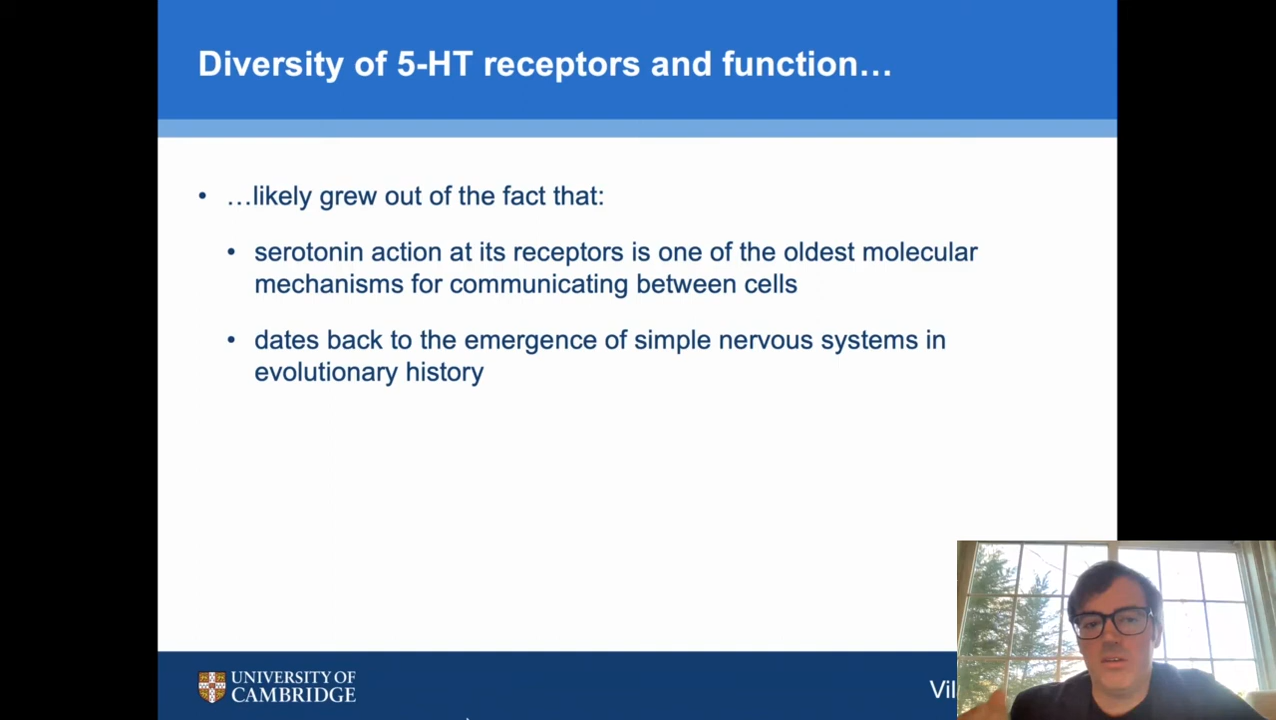 Diversity of 5-HT receptors and function…
• …likely grew out of the fact that:
• serotonin action at its receptors is one of the oldest molecular
mechanisms for communicating between cells
• dates back to the emergence of simple nervous systems in
evolutionary history
UNIVERSITY OF
CAMBRIDGE